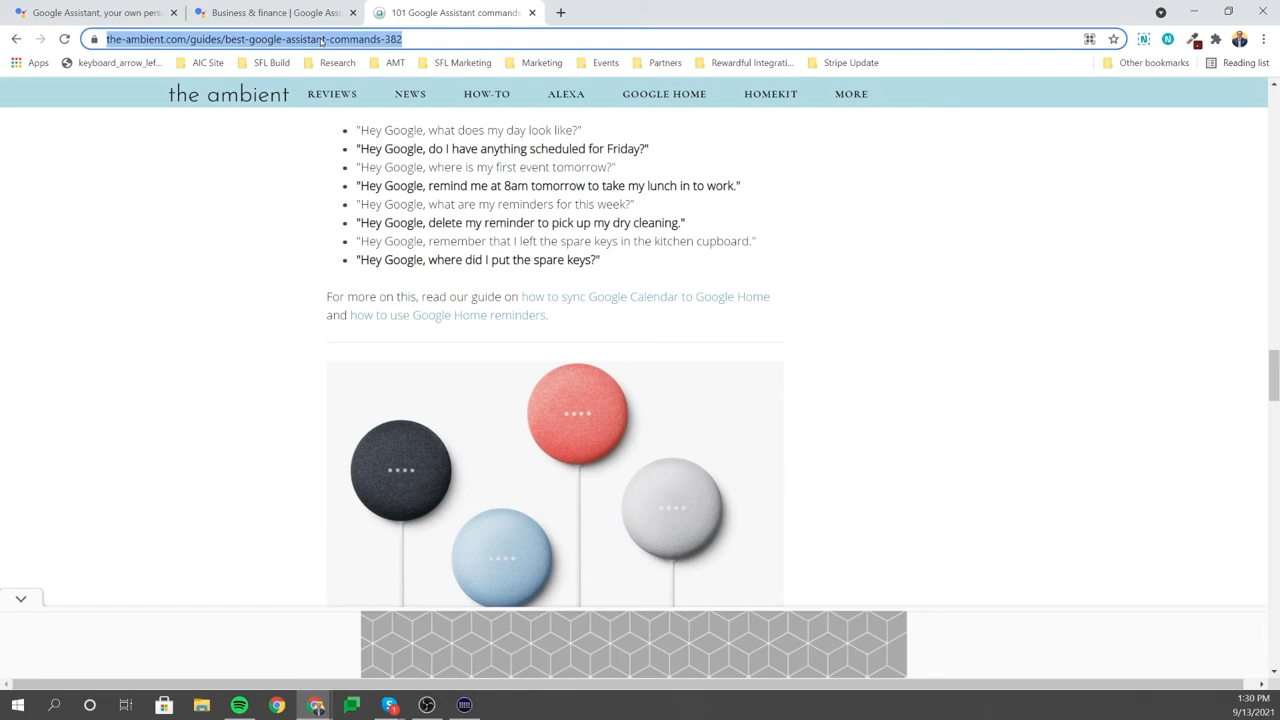 Google Assistant, your own pers
Business & finance | Google Assi
101 Google Assistant commands
the-ambient.com/guides/best-google-assistant-commands-382
Apps
keyboard_arrow_lef...
AIC Site
SFL Build
Research
AMT
SFL Marketing
Marketing
Events
Partners
Rewardful Integrati...
Stripe Update
Other bookmarks
Reading list
the ambient
REVIEWS
NEWS
HOW-TO
ALEXA
GOOGLE HOME
HOMEKIT
MORE
"Hey Google, what does my day look like?"
"Hey Google, do I have anything scheduled for Friday?"
"Hey Google, where is my first event tomorrow?"
"Hey Google, remind me at 8am tomorrow to take my lunch in to work."
"Hey Google, what are my reminders for this week?"
"Hey Google, delete my reminder to pick up my dry cleaning."
"Hey Google, remember that I left the spare keys in the kitchen cupboard."
"Hey Google, where did I put the spare keys?"
For more on this, read our guide on how to sync Google Calendar to Google Home
and how to use Google Home reminders.
1:30 PM
9/13/2021